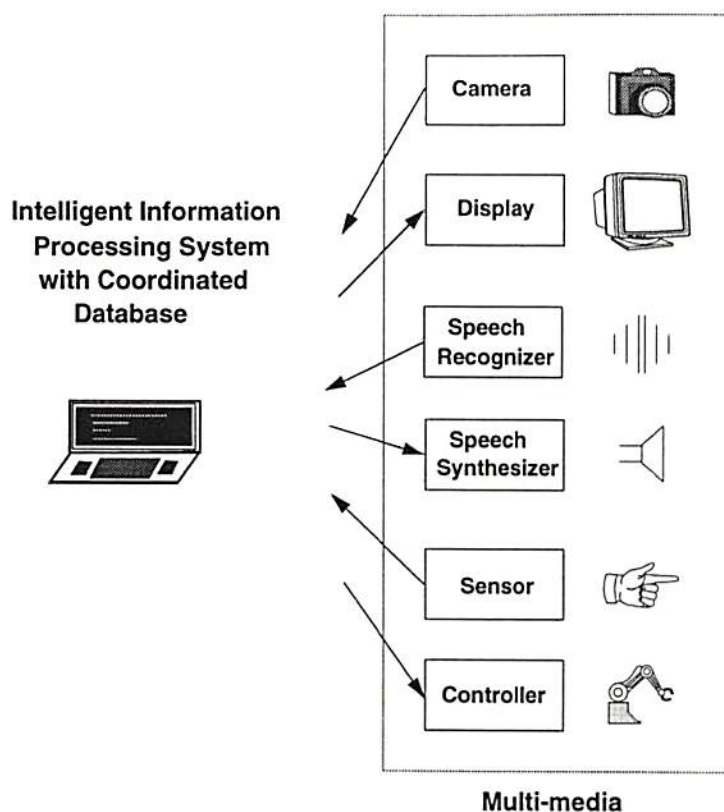 Intelligent Information
Processing System
with Coordinated
Database
Camera
Display
Speech
Recognizer
Speech
Synthesizer
Sensor
Controller
Multi-media